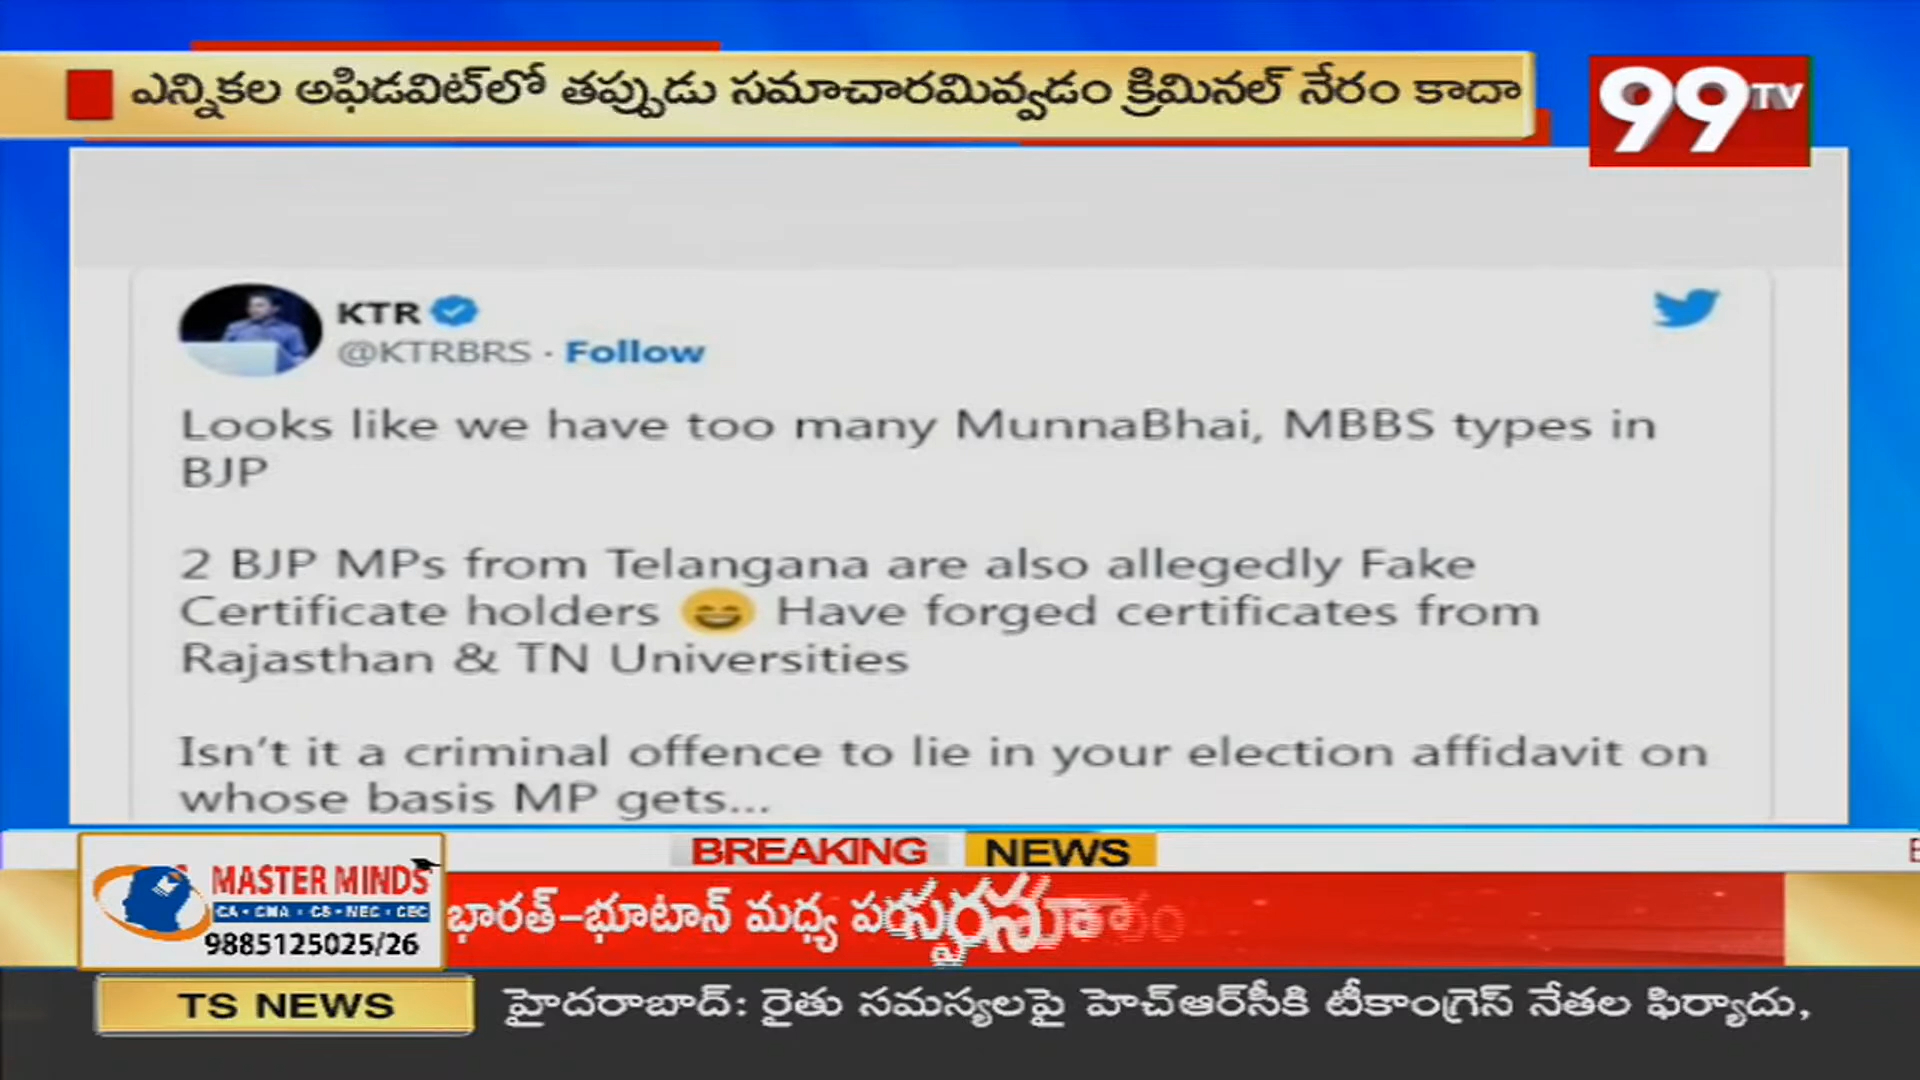 ఎన్నికల అఫిడవిట్‌లో తప్పుడు సమాచారమివ్వడం క్రిమినల్ నేరం కాదా
99TV
KTR
@KTRBRS · Follow
Looks like we have too many MunnaBhai, MBBS types in
BJP
2 BJP MPs from Telangana are also allegedly Fake
Certificate holders 😄 Have forged certificates from
Rajasthan & TN Universities
Isn't it a criminal offence to lie in your election affidavit on
whose basis MP gets...
BREAKING NEWS
MASTER MINDS
CA • CMA • CS • MEC • CEC
9885125025/26
భారత్-భూటాన్ మధ్య
TS NEWS
హైదరాబాద్: రైతు సమస్యలపై హెచ్ఆర్‌సీకి టీకాంగ్రెస్ నేతల ఫిర్యాదు,